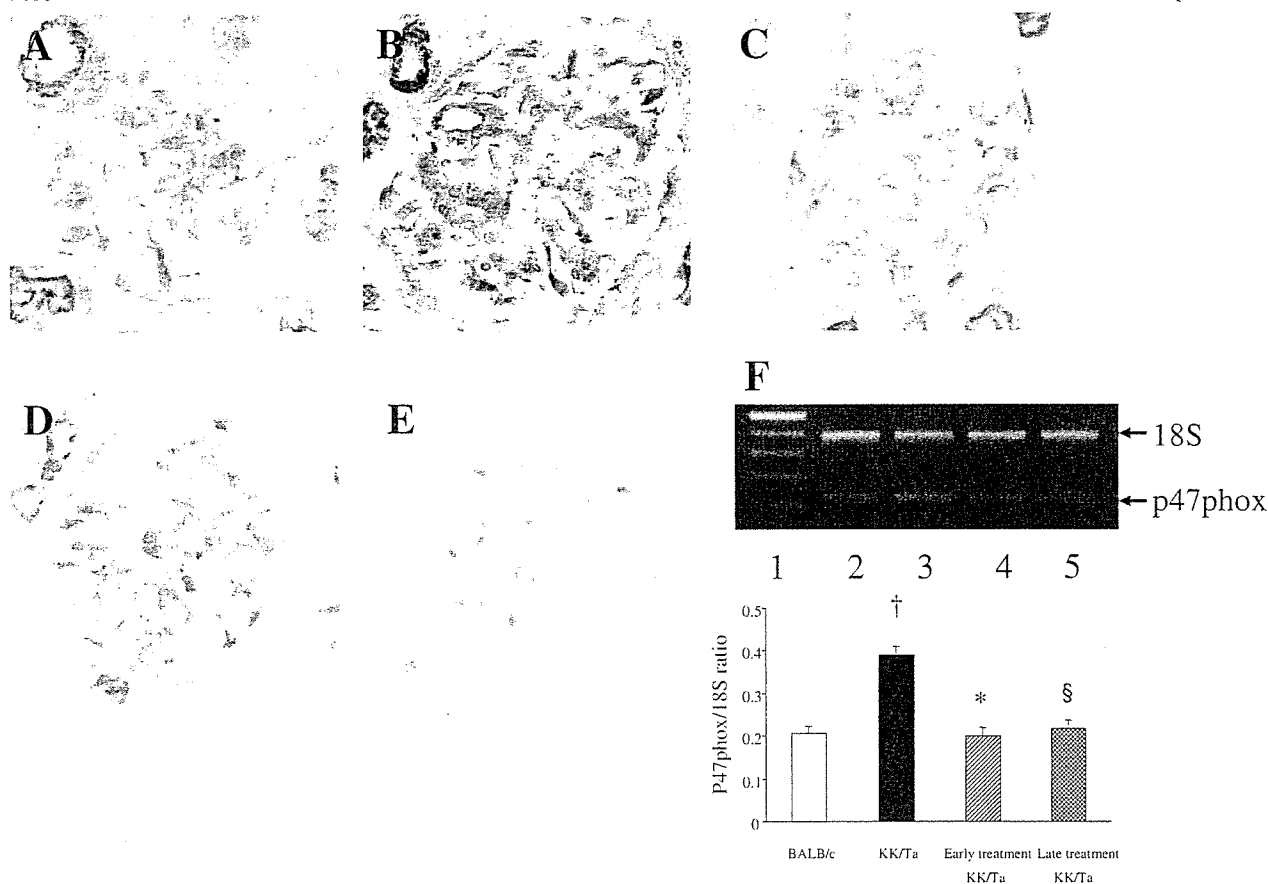 A
B
C
D
E
F
18S
p47phox
1 2 3 4 5
†
0.5
0.4
0.3
0.2
0.1
0
*
§
P47phox/18S ratio
BALB/c KK/Ta Early treatment Late treatment
KK/Ta KK/Ta